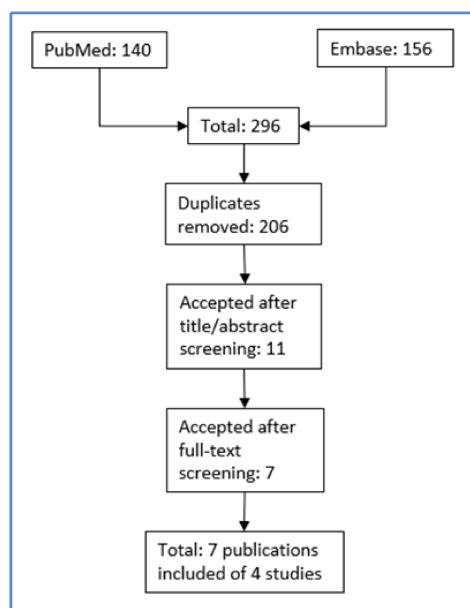 PubMed: 140
Embase: 156
Total: 296
Duplicates
removed: 206
Accepted after
title/abstract
screening: 11
Accepted after
full-text
screening: 7
Total: 7 publications
included of 4 studies